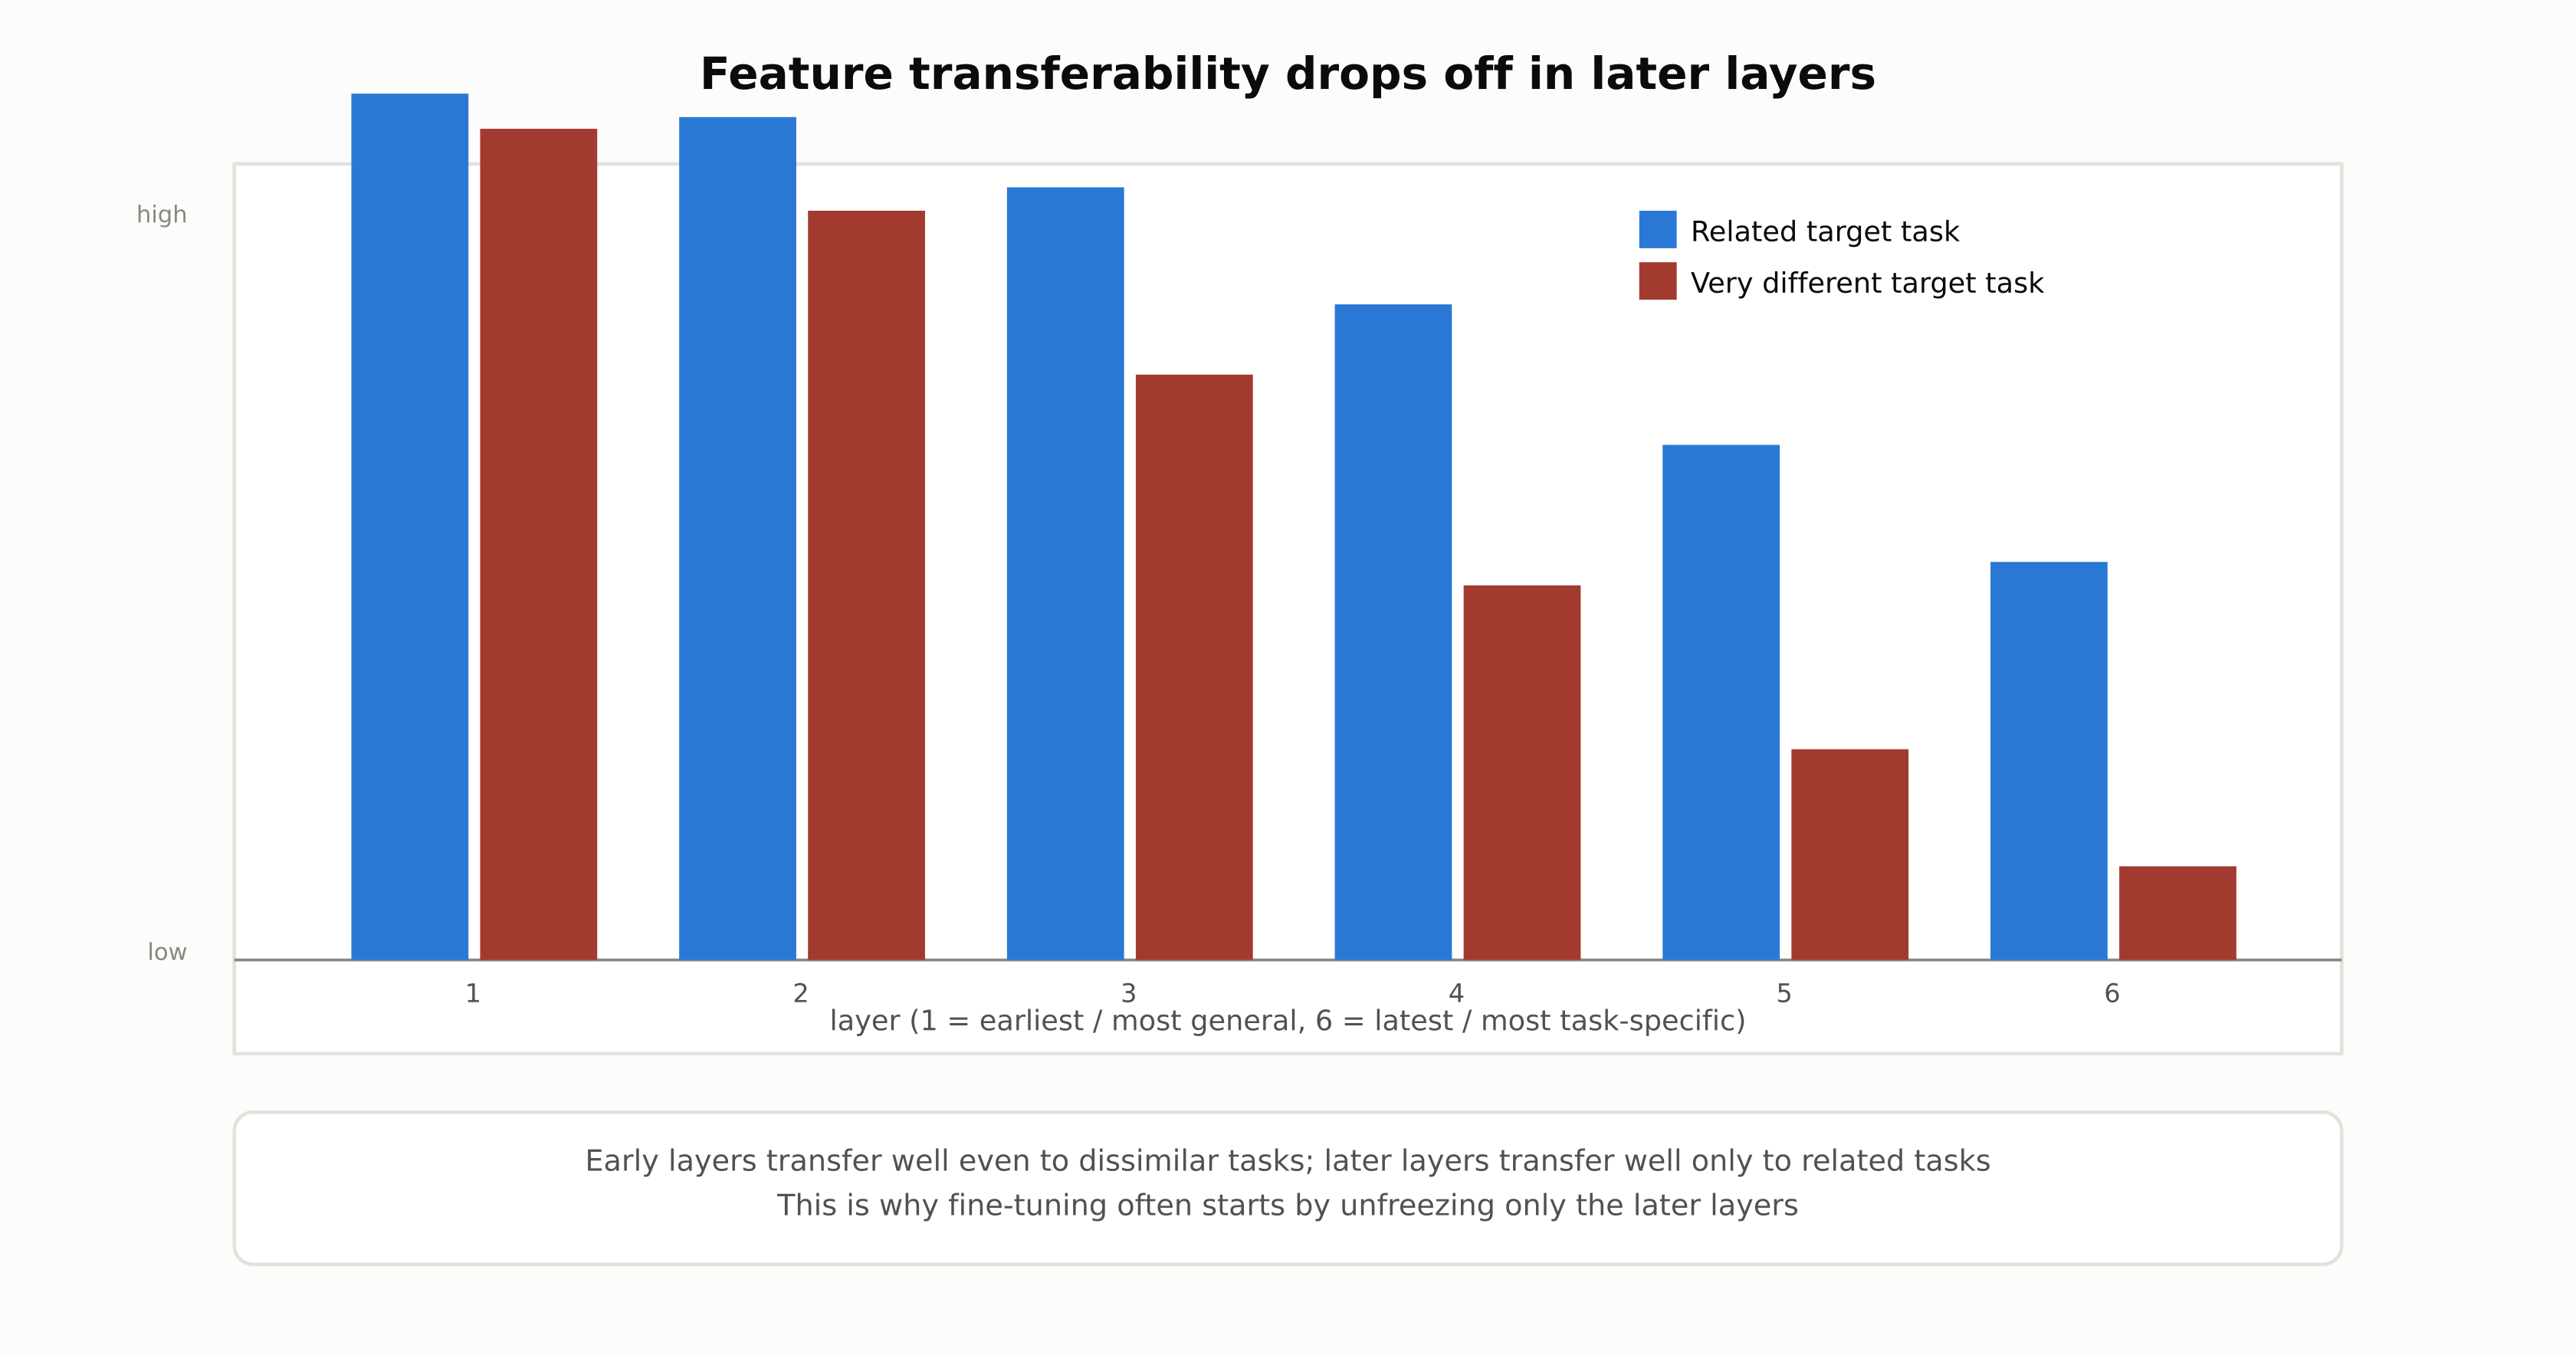 Feature transferability drops off in later layers
high
Related target task
Very different target task
low
1 2 3 4 5 6
layer (1 = earliest / most general, 6 = latest / most task-specific)
Early layers transfer well even to dissimilar tasks; later layers transfer well only to related tasks
This is why fine-tuning often starts by unfreezing only the later layers